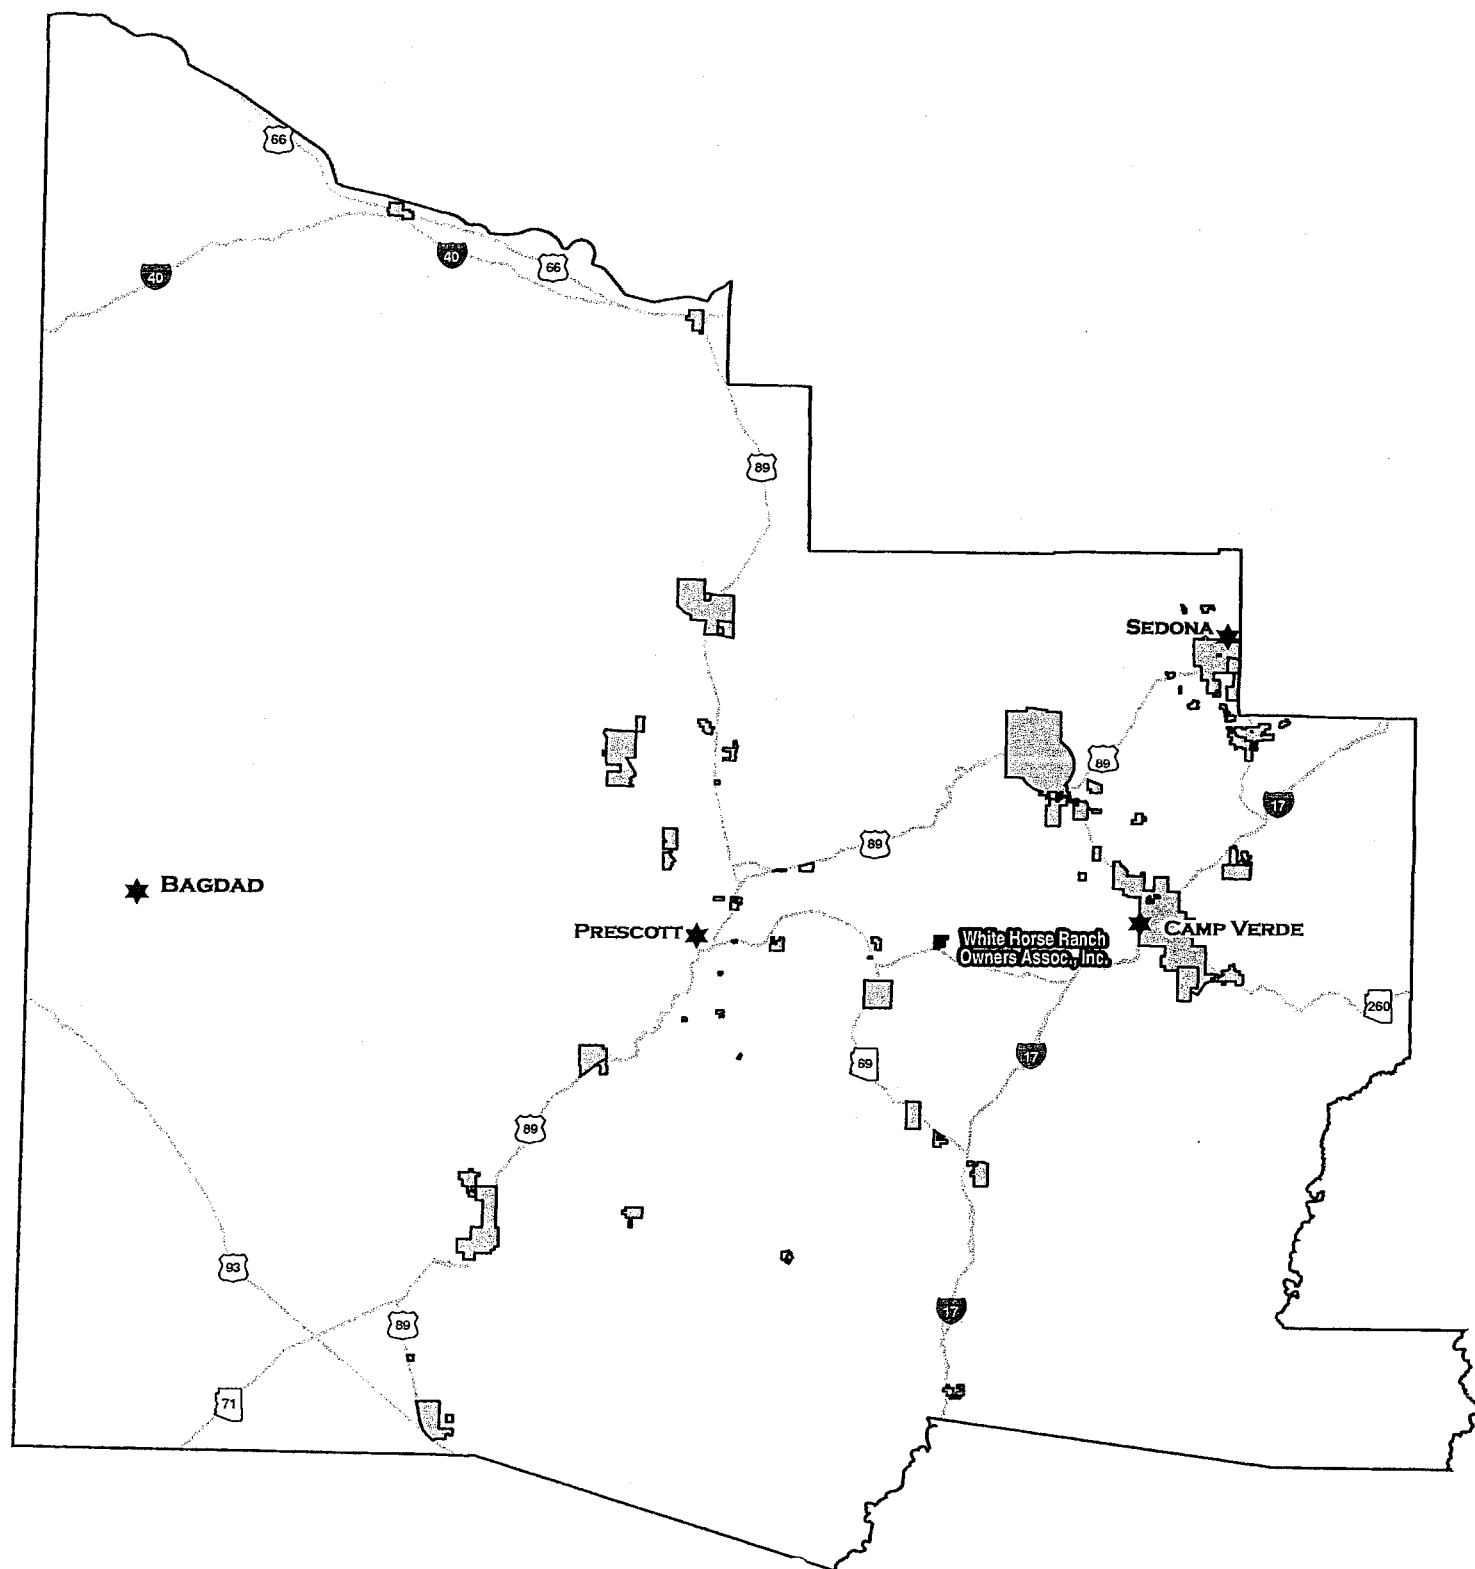 66
40
40
66
89
SEDONA
89
17
89
BAGDAD
PRESCOTT
White Horse Ranch
Owners Assoc., Inc.
CAMP VERDE
260
17
69
89
93
17
89
71